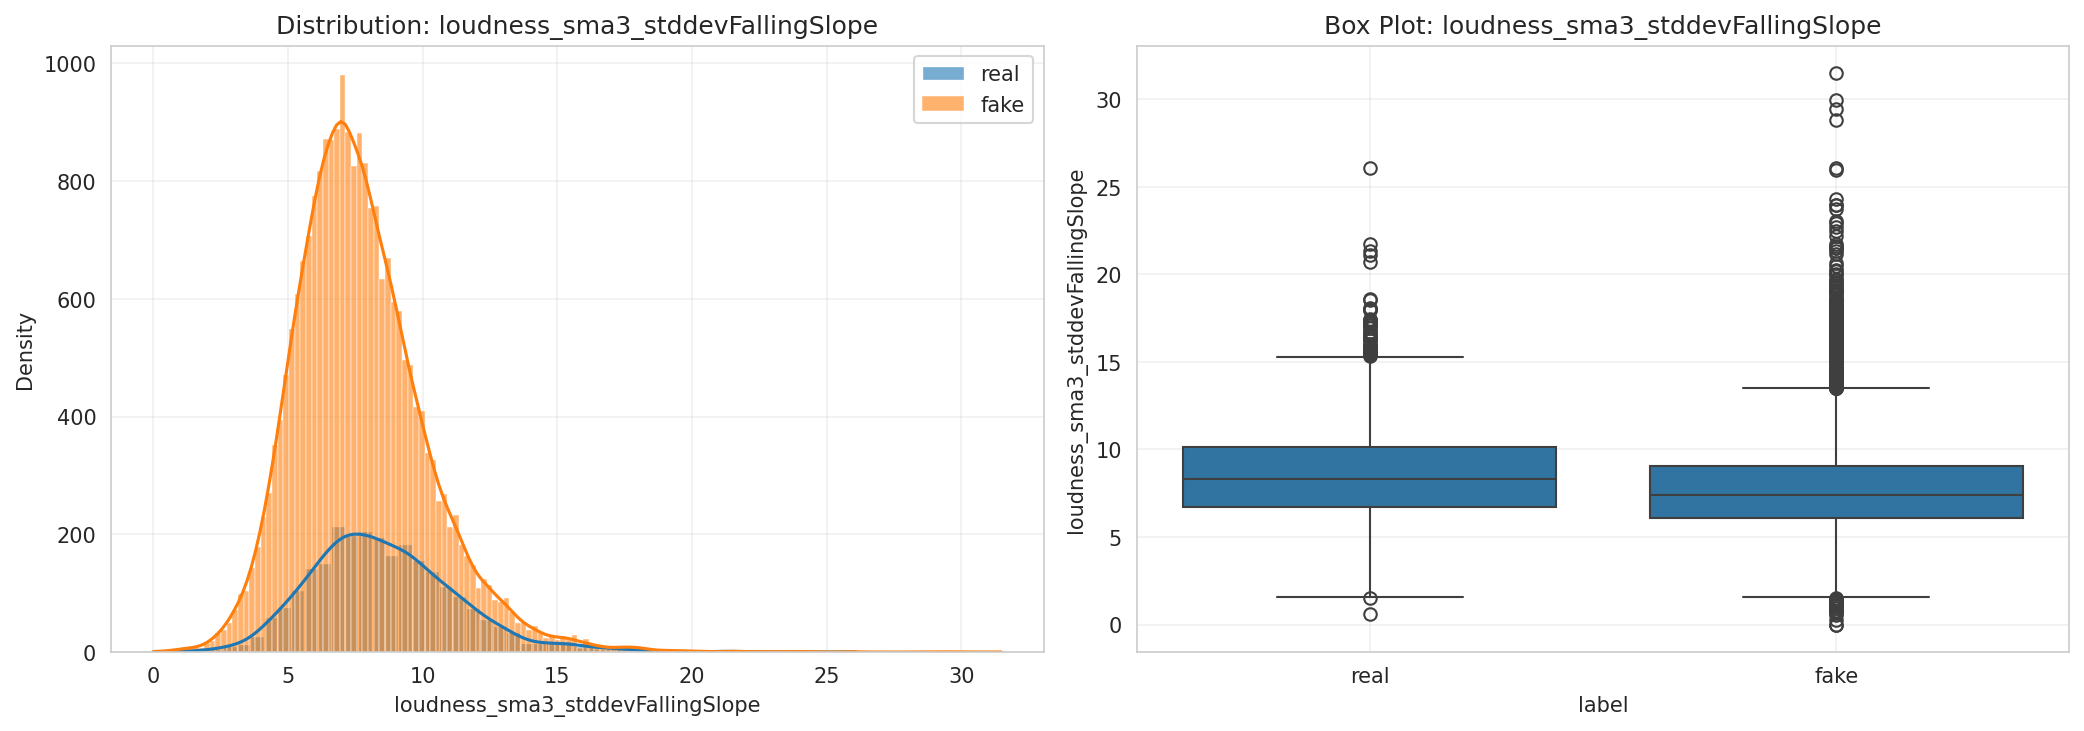 Distribution: loudness_sma3_stddevFallingSlope
1000
800
600
400
200
0
Density
real
fake
0 5 10 15 20 25 30
loudness_sma3_stddevFallingSlope
Box Plot: loudness_sma3_stddevFallingSlope
30
25
20
15
10
5
0
loudness_sma3_stddevFallingSlope
real fake
label